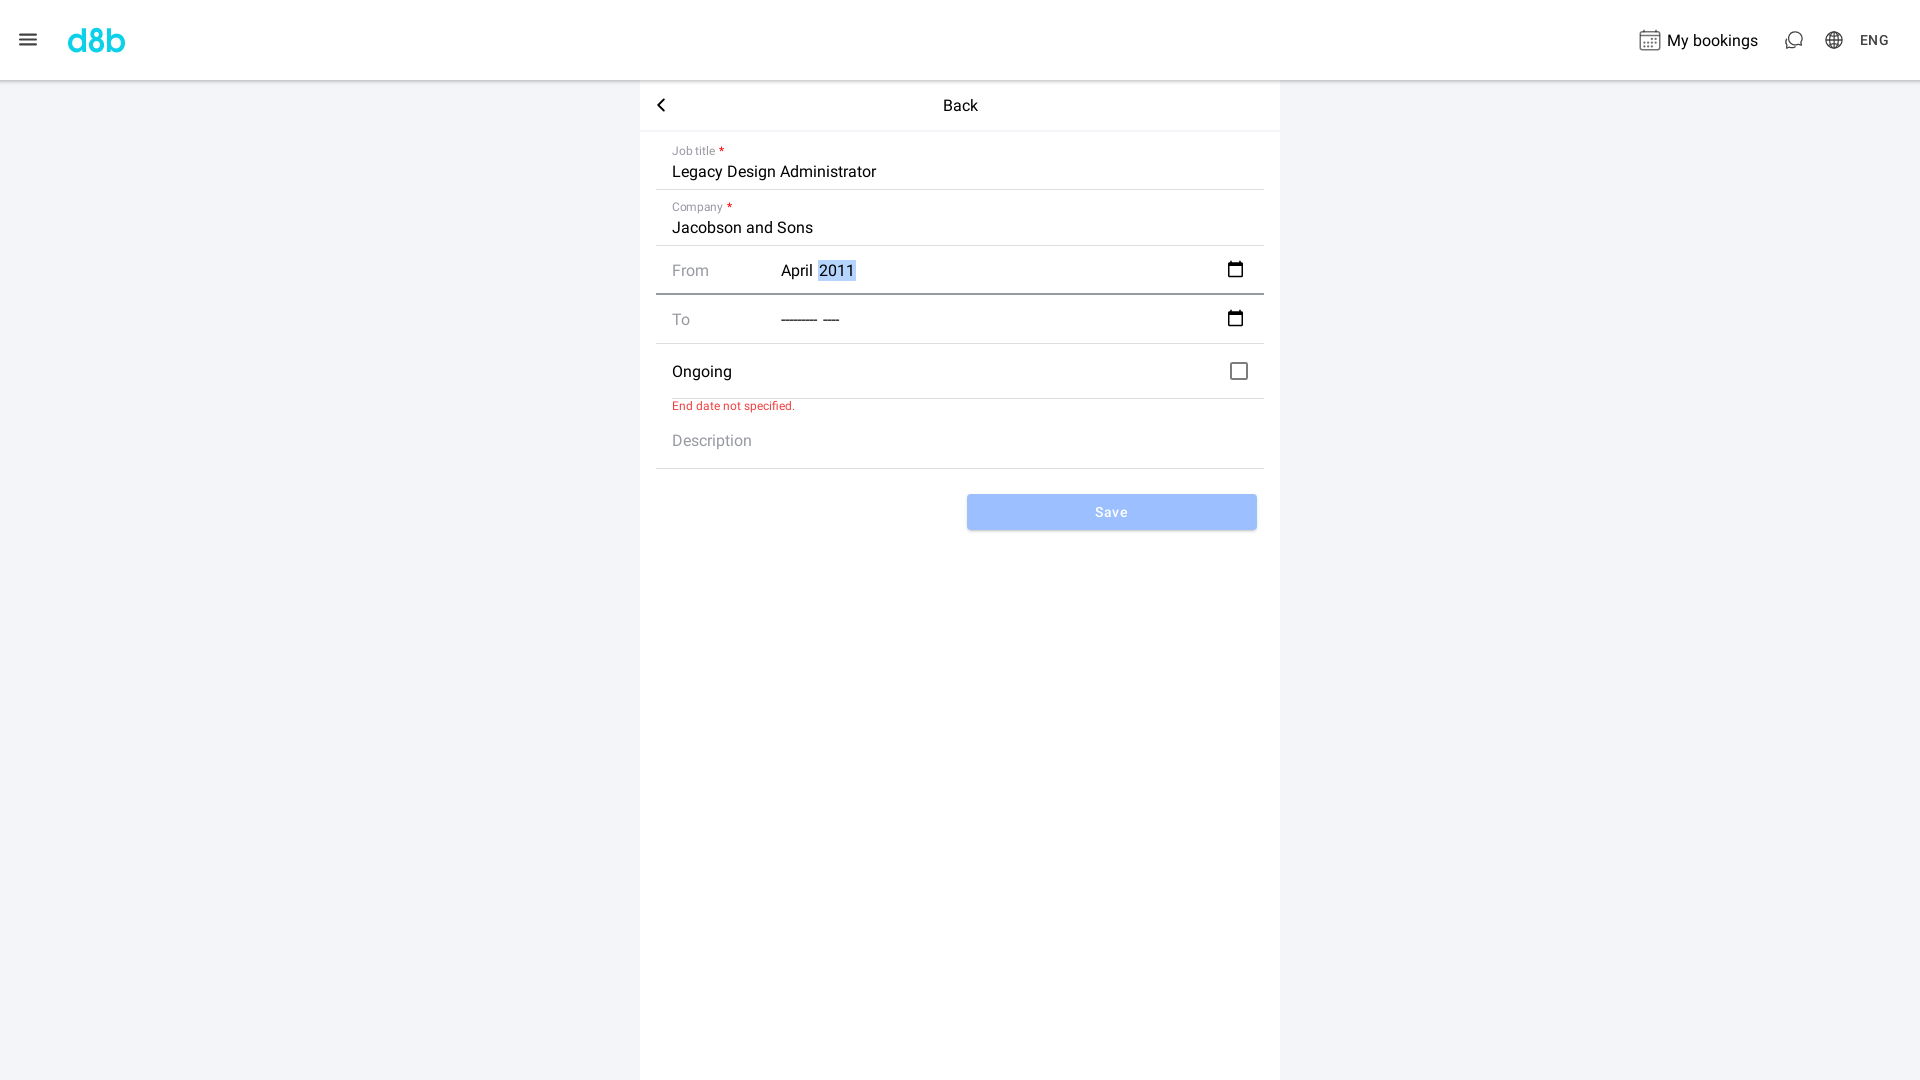 d8b
My bookings
ENG
Back
Job title *
Legacy Design Administrator
Company *
Jacobson and Sons
From April 2011
To --------- ----
Ongoing
End date not specified.
Description
Save